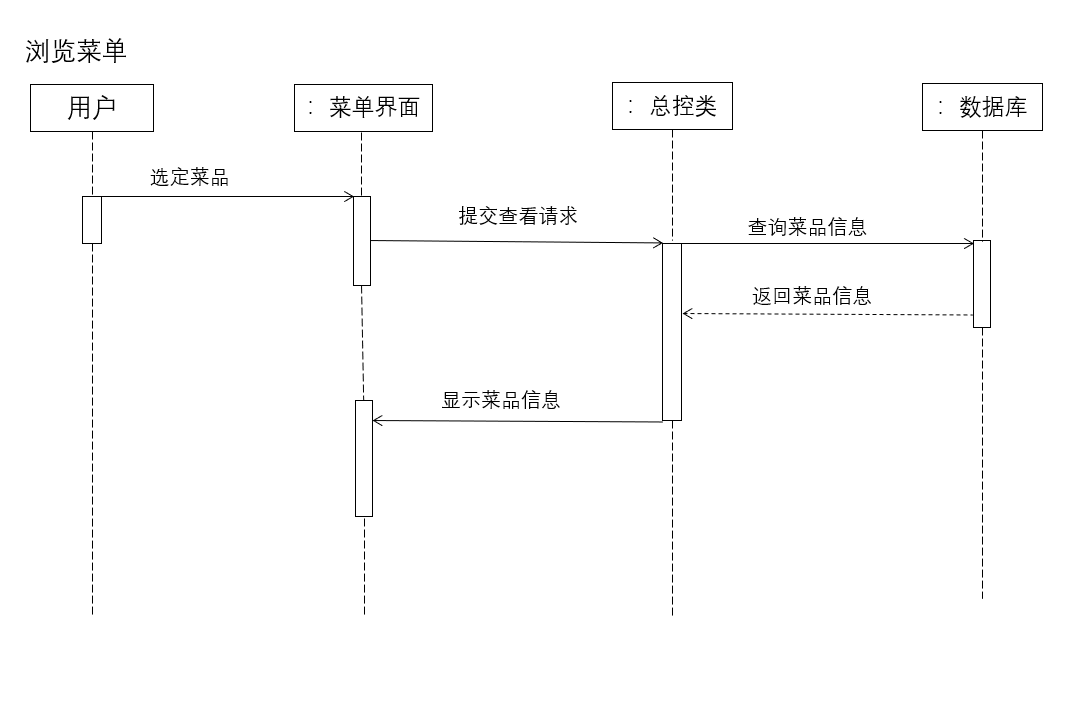 浏览菜单
用户
： 菜单界面
： 总控类
： 数据库
选定菜品
提交查看请求
查询菜品信息
返回菜品信息
显示菜品信息